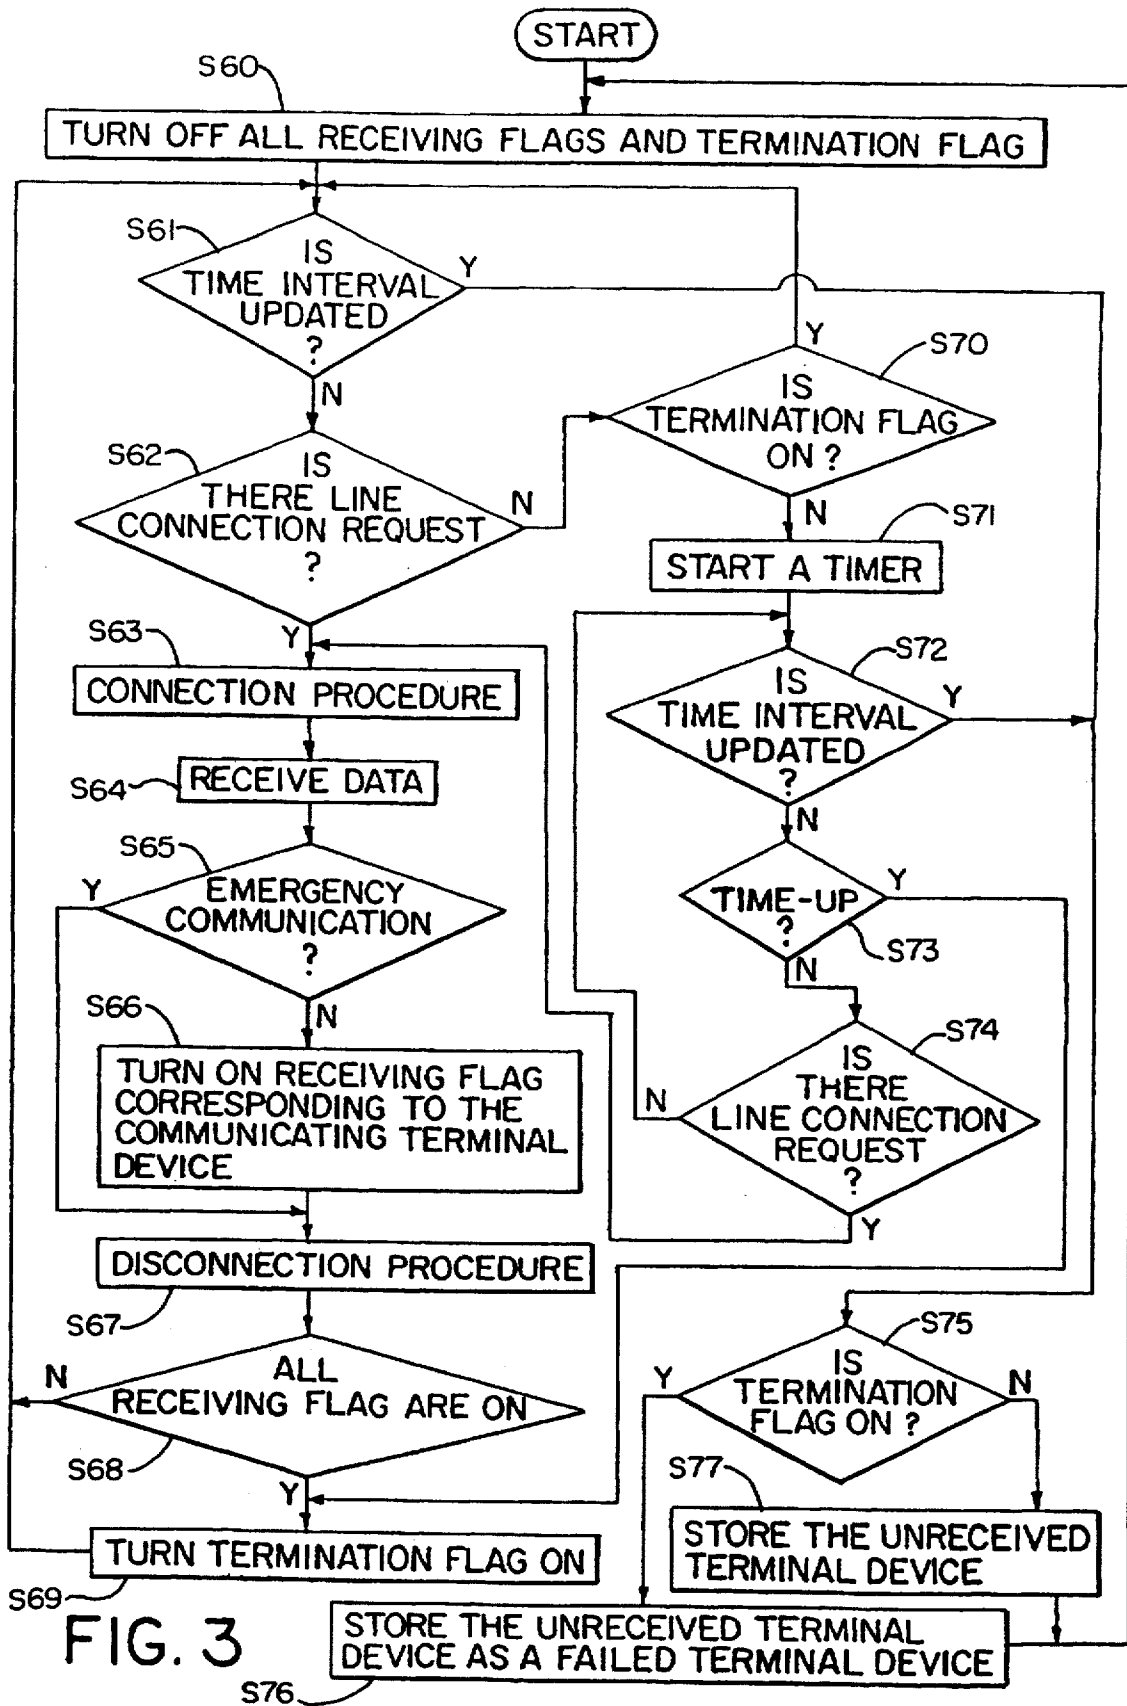 START
S60
TURN OFF ALL RECEIVING FLAGS AND TERMINATION FLAG
S61
IS
TIME INTERVAL
UPDATED
?
Y
N
S62
IS
THERE LINE
CONNECTION REQUEST
?
N
Y
S70
Y
IS
TERMINATION FLAG
ON ?
N
S71
START A TIMER
S63
CONNECTION PROCEDURE
S72
IS
TIME INTERVAL
UPDATED
?
Y
N
S64
RECEIVE DATA
S65
Y
EMERGENCY
COMMUNICATION
?
N
TIME-UP
?
Y
S73
N
S66
TURN ON RECEIVING FLAG
CORRESPONDING TO THE
COMMUNICATING TERMINAL
DEVICE
S74
IS
THERE
LINE CONNECTION
REQUEST
?
N
Y
DISCONNECTION PROCEDURE
S67
N
ALL
RECEIVING FLAG ARE ON
S68
Y
S75
Y
IS
TERMINATION
FLAG ON ?
N
S77
STORE THE UNRECEIVED
TERMINAL DEVICE
TURN TERMINATION FLAG ON
S69
STORE THE UNRECEIVED TERMINAL
DEVICE AS A FAILED TERMINAL DEVICE
S76
FIG. 3